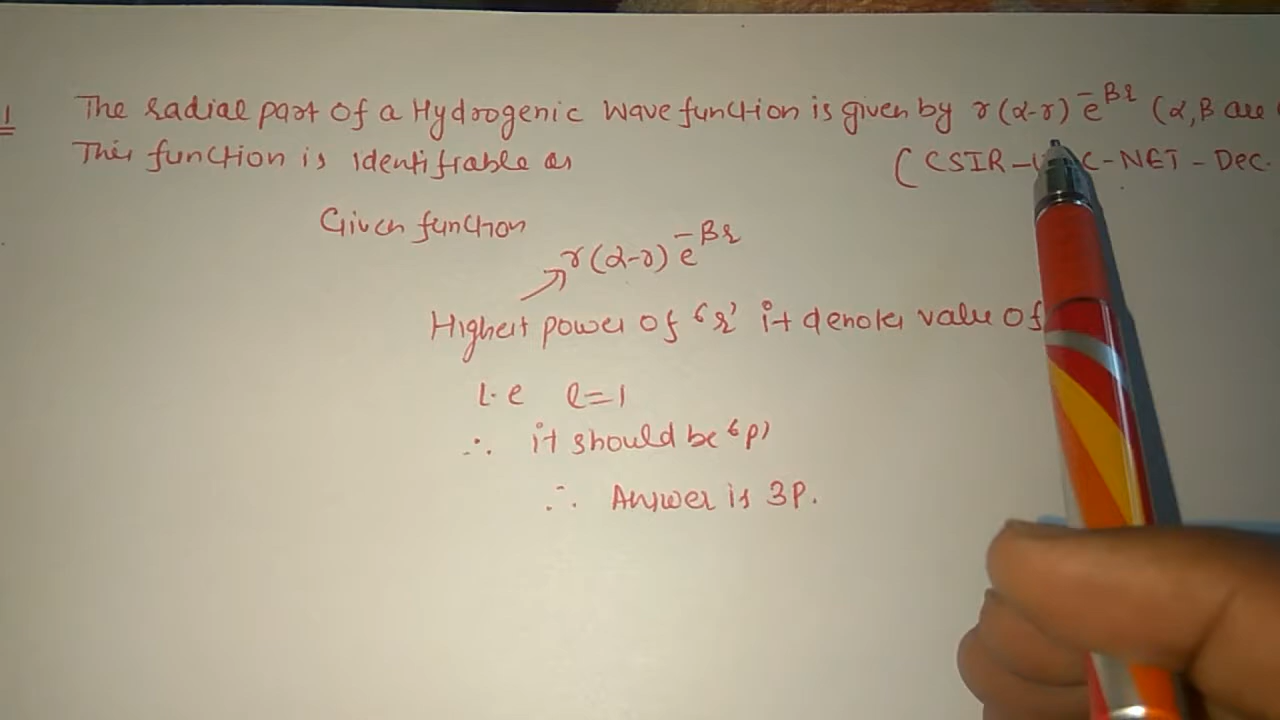 1 The radial part of a Hydrogenic Wave function is given by r(α-r) e^-βr (α, β are
This function is identifiable as
(CSIR-U C-NET-Dec.
Given function
r(α-r) e^-βr
Highest power of 'r' it denotes value of
i.e l=1
∴ it should be 'p'
∴ Answer is 3P.